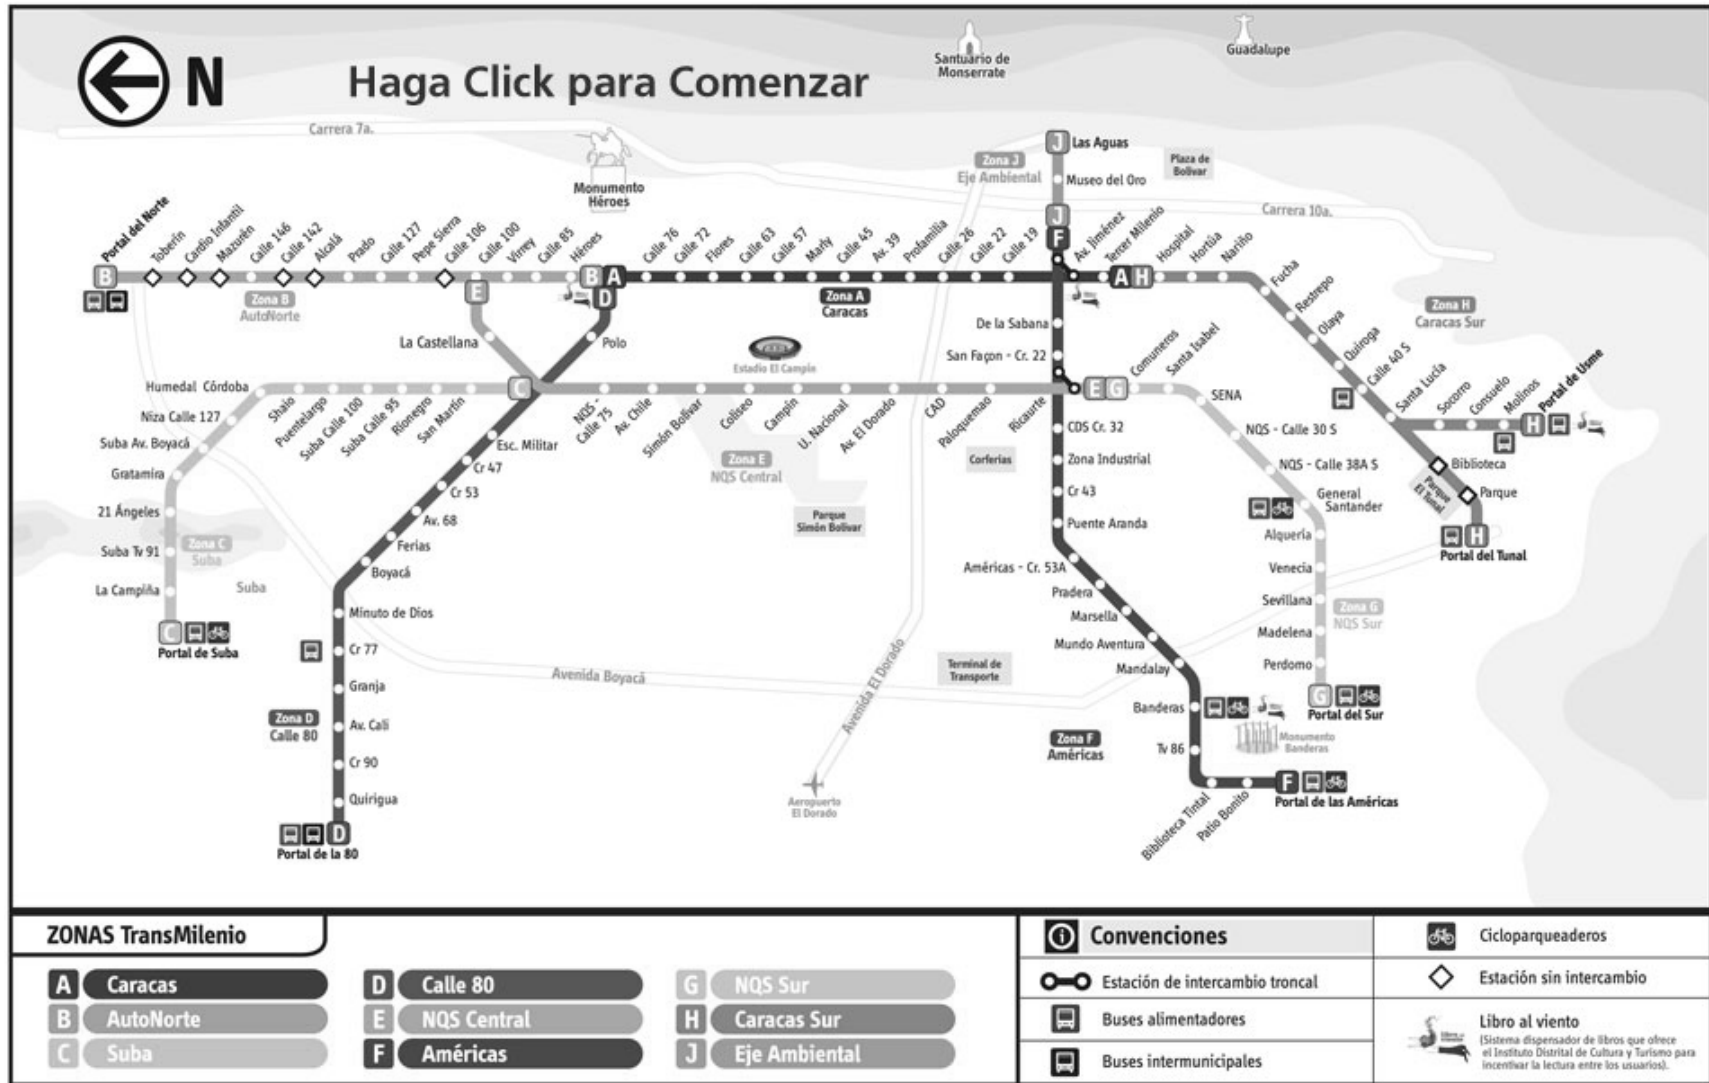 N
Haga Click para Comenzar
Santuario de
Monserrate
Guadalupe
Carrera 7a.
Monumento
Héroes
Zona J
Eje Ambiental
J
Las Aguas
Museo del Oro
J
F
Plaza de
Bolivar
Carrera 10a.
Portal del Norte
Toberín
Cardio Infantil
Mazurén
Calle 146
Calle 142
Alcalá
Prado
Calle 127
Pepe Sierra
Calle 106
Calle 100
Virrey
Calle 85
Héroes
Calle 76
Calle 72
Flores
Calle 63
Calle 57
Marly
Calle 45
Av. 39
Profamilia
Calle 26
Calle 22
Calle 19
Av. Jiménez
Tercer Milenio
Hospital
Hortúa
Nariño
B
B
A
A
H
E
D
Zona B
AutoNorte
Zona A
Caracas
Fucha
Restrepo
Olaya
Quiroga
Calle 40 S
Santa Lucía
Socorro
Consuelo
Molinos
Portal de Usme
H
Zona H
Caracas Sur
Biblioteca
Parque
Parque
El Tunal
H
Portal del Tunal
La Castellana
Polo
Estadio El Campín
De la Sabana
San Façon - Cr. 22
Humedal Córdoba
Niza Calle 127
Suba Av. Boyacá
Gratamira
21 Ángeles
Suba Tv 91
La Campiña
C
Portal de Suba
Zona C
Suba
Suba
Shaio
Puentelargo
Suba Calle 100
Suba Calle 95
Rionegro
San Martín
C
NQS -
Calle 75
Av. Chile
Simón Bolívar
Coliseo
Campín
U. Nacional
Av. El Dorado
CAD
Paloquemao
Ricaurte
E
G
Comuneros
Santa Isabel
SENA
NQS - Calle 30 S
NQS - Calle 38A S
General
Santander
Alquería
Venecia
Sevillana
Madelena
Perdomo
G
Portal del Sur
Zona G
NQS Sur
Zona E
NQS Central
Parque
Simón Bolivar
Corferias
Esc. Militar
Cr 47
Cr 53
Av. 68
Ferias
Boyacá
Minuto de Dios
Cr 77
Granja
Av. Cali
Cr 90
Quirigua
D
Portal de la 80
Zona D
Calle 80
CDS Cr. 32
Zona Industrial
Cr 43
Puente Aranda
Américas - Cr. 53A
Pradera
Marsella
Mundo Aventura
Mandalay
Banderas
Tv 86
Biblioteca Tintal
Patio Bonito
F
Portal de las Américas
Zona F
Américas
Monumento
Banderas
Terminal de
Transporte
Avenida Boyacá
Avenida El Dorado
Aeropuerto
El Dorado
ZONAS TransMilenio
A Caracas
B AutoNorte
C Suba
D Calle 80
E NQS Central
F Américas
G NQS Sur
H Caracas Sur
J Eje Ambiental
Convenciones
Estación de intercambio troncal
Buses alimentadores
Buses intermunicipales
Cicloparqueaderos
Estación sin intercambio
Libro al viento
(Sistema dispensador de libros que ofrece
el Instituto Distrital de Cultura y Turismo para
incentivar la lectura entre los usuarios).